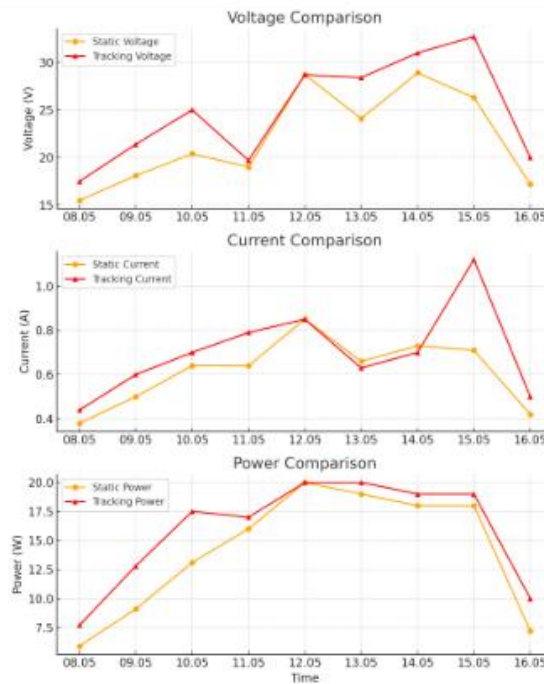 Voltage Comparison
Static Voltage
Tracking Voltage
Voltage (V)
30
25
20
15
08.05 09.05 10.05 11.05 12.05 13.05 14.05 15.05 16.05
Current Comparison
Static Current
Tracking Current
Current (A)
1.0
0.8
0.6
0.4
08.05 09.05 10.05 11.05 12.05 13.05 14.05 15.05 16.05
Power Comparison
Static Power
Tracking Power
Power (W)
20.0
17.5
15.0
12.5
10.0
7.5
08.05 09.05 10.05 11.05 12.05 13.05 14.05 15.05 16.05
Time